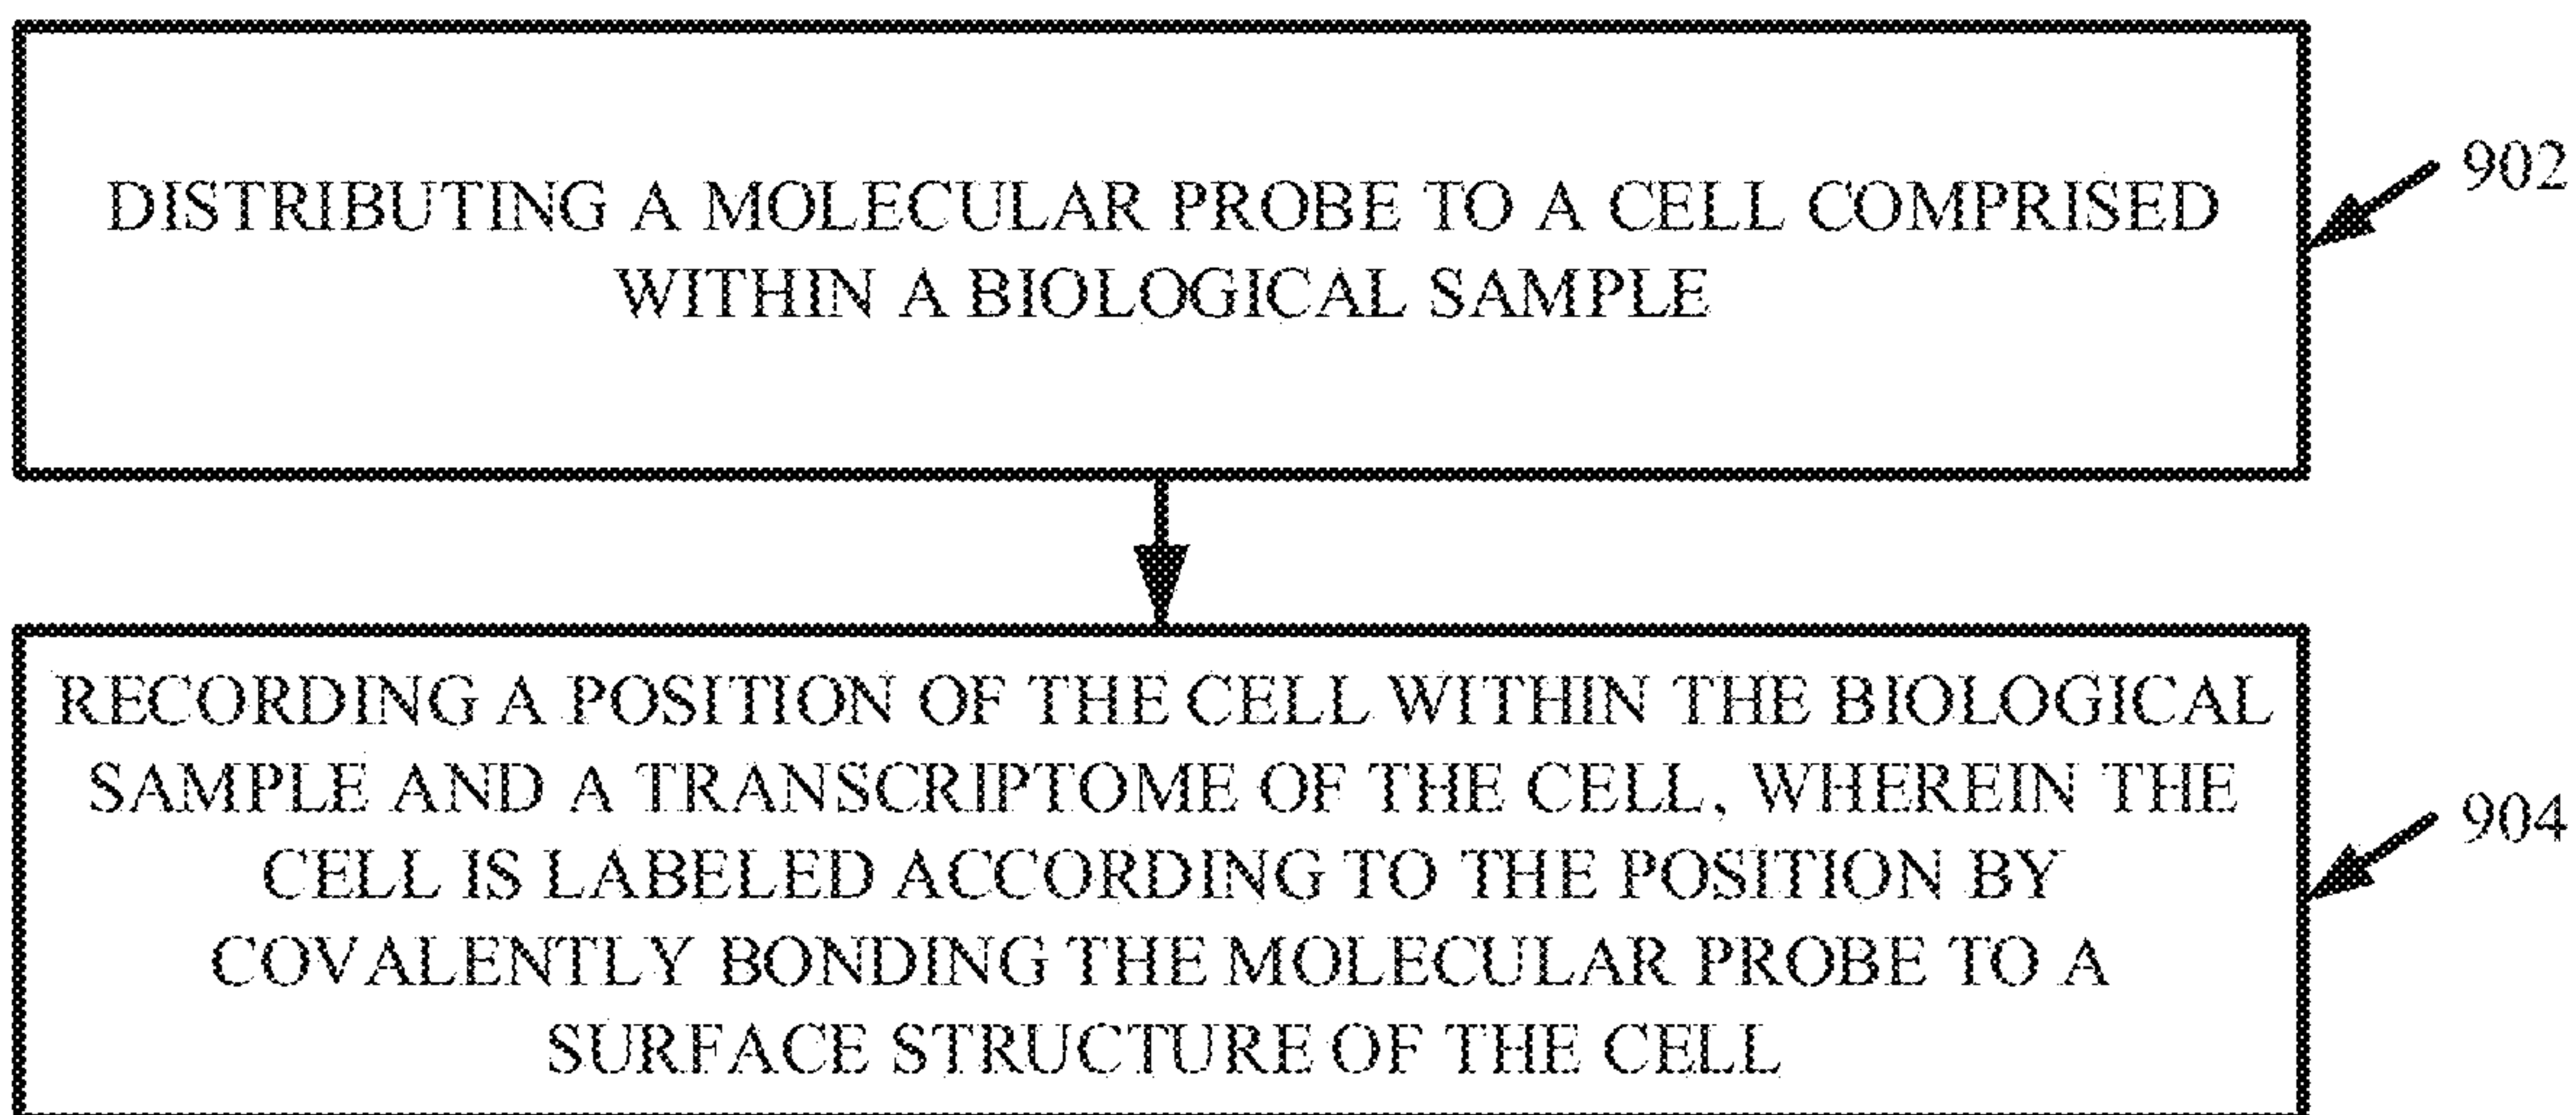 DISTRIBUTING A MOLECULAR PROBE TO A CELL COMPRISED
WITHIN A BIOLOGICAL SAMPLE
902
RECORDING A POSITION OF THE CELL WITHIN THE BIOLOGICAL
SAMPLE AND A TRANSCRIPTOME OF THE CELL, WHEREIN THE
CELL IS LABELED ACCORDING TO THE POSITION BY
COVALENTLY BONDING THE MOLECULAR PROBE TO A
SURFACE STRUCTURE OF THE CELL
904